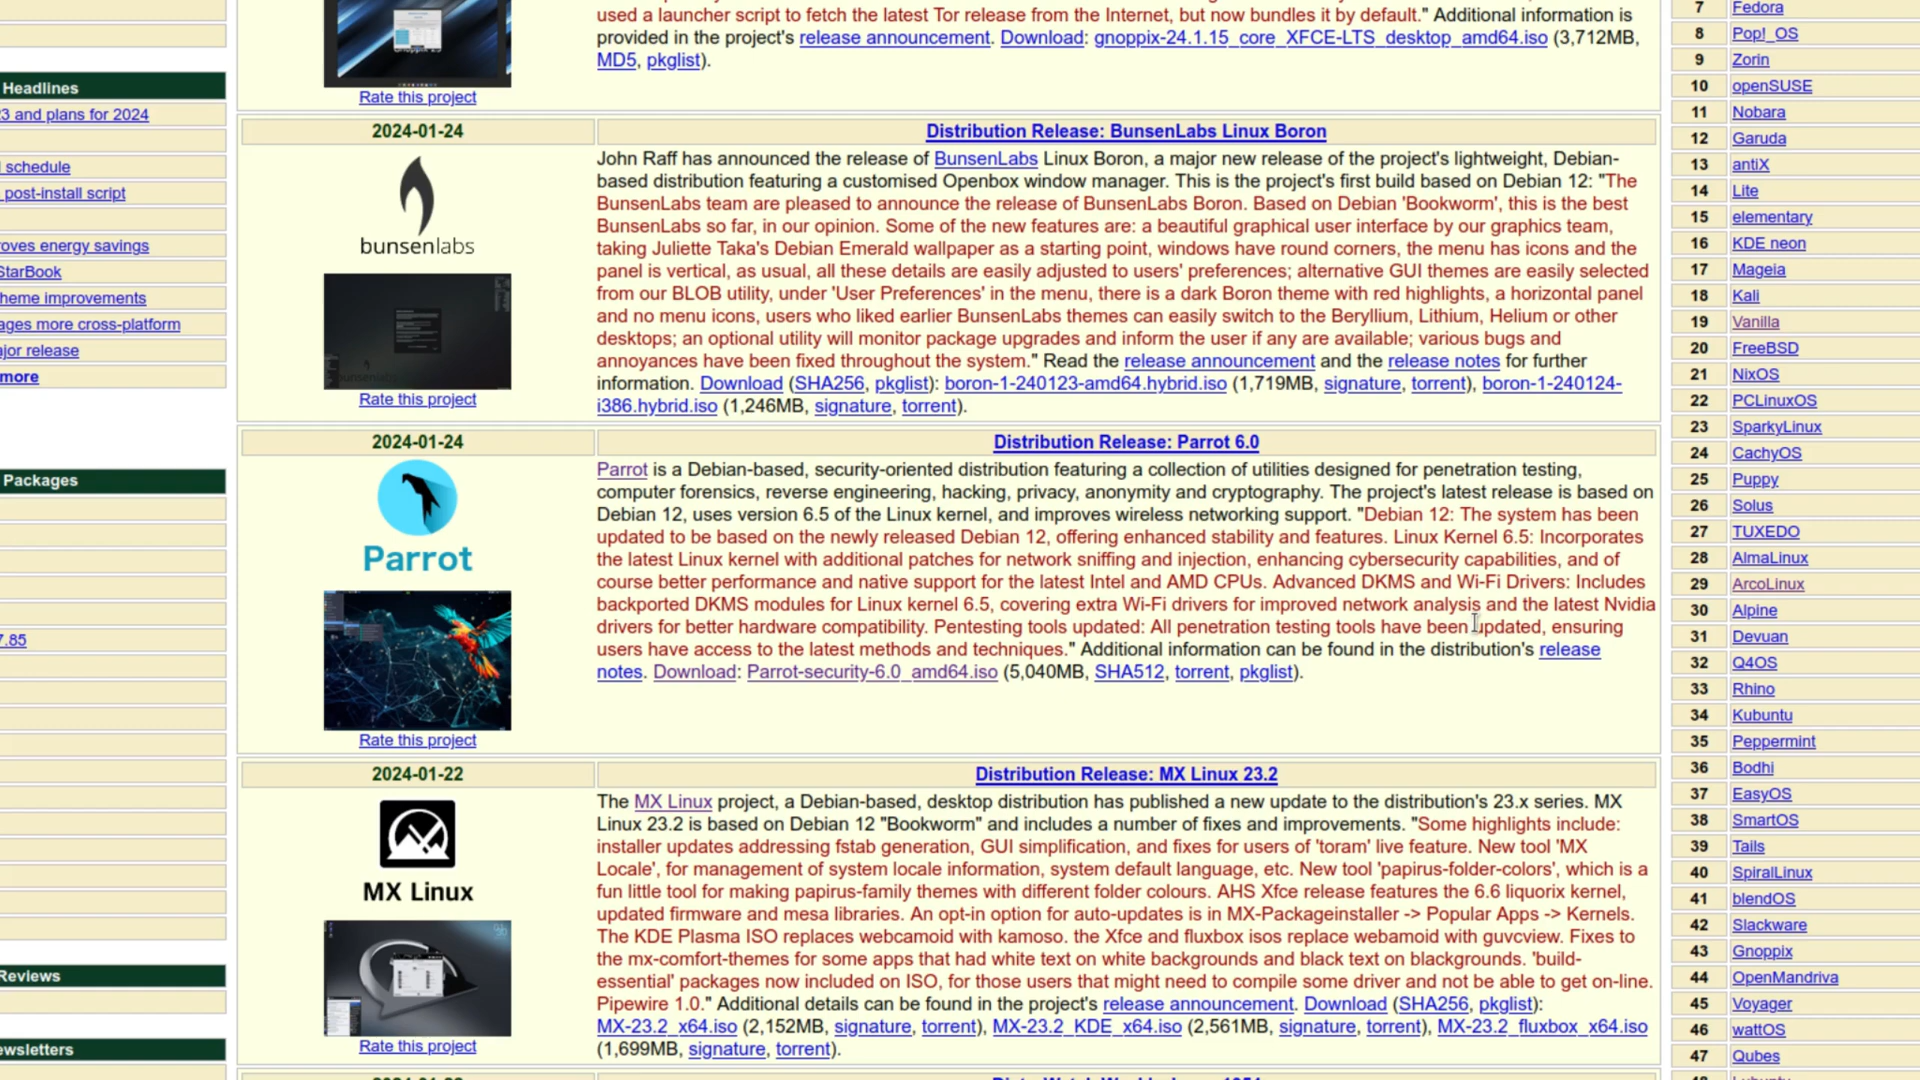 Headlines
3 and plans for 2024
l schedule
post-install script
roves energy savings
StarBook
heme improvements
ages more cross-platform
ajor release
more
Packages
7.85
Reviews
ewsletters
used a launcher script to fetch the latest Tor release from the Internet, but now bundles it by default." Additional information is
provided in the project's release announcement. Download: gnoppix-24.1.15_core_XFCE-LTS_desktop_amd64.iso (3,712MB,
MD5, pkglist).
Rate this project
2024-01-24
Distribution Release: BunsenLabs Linux Boron
bunsenlabs
Rate this project
John Raff has announced the release of BunsenLabs Linux Boron, a major new release of the project's lightweight, Debian-
based distribution featuring a customised Openbox window manager. This is the project's first build based on Debian 12: "The
BunsenLabs team are pleased to announce the release of BunsenLabs Boron. Based on Debian 'Bookworm', this is the best
BunsenLabs so far, in our opinion. Some of the new features are: a beautiful graphical user interface by our graphics team,
taking Juliette Taka's Debian Emerald wallpaper as a starting point, windows have round corners, the menu has icons and the
panel is vertical, as usual, all these details are easily adjusted to users' preferences; alternative GUI themes are easily selected
from our BLOB utility, under 'User Preferences' in the menu, there is a dark Boron theme with red highlights, a horizontal panel
and no menu icons, users who liked earlier BunsenLabs themes can easily switch to the Beryllium, Lithium, Helium or other
desktops; an optional utility will monitor package upgrades and inform the user if any are available; various bugs and
annoyances have been fixed throughout the system." Read the release announcement and the release notes for further
information. Download (SHA256, pkglist): boron-1-240123-amd64.hybrid.iso (1,719MB, signature, torrent), boron-1-240124-
i386.hybrid.iso (1,246MB, signature, torrent).
2024-01-24
Distribution Release: Parrot 6.0
Parrot
Rate this project
Parrot is a Debian-based, security-oriented distribution featuring a collection of utilities designed for penetration testing,
computer forensics, reverse engineering, hacking, privacy, anonymity and cryptography. The project's latest release is based on
Debian 12, uses version 6.5 of the Linux kernel, and improves wireless networking support. "Debian 12: The system has been
updated to be based on the newly released Debian 12, offering enhanced stability and features. Linux Kernel 6.5: Incorporates
the latest Linux kernel with additional patches for network sniffing and injection, enhancing cybersecurity capabilities, and of
course better performance and native support for the latest Intel and AMD CPUs. Advanced DKMS and Wi-Fi Drivers: Includes
backported DKMS modules for Linux kernel 6.5, covering extra Wi-Fi drivers for improved network analysis and the latest Nvidia
drivers for better hardware compatibility. Pentesting tools updated: All penetration testing tools have been updated, ensuring
users have access to the latest methods and techniques." Additional information can be found in the distribution's release
notes. Download: Parrot-security-6.0_amd64.iso (5,040MB, SHA512, torrent, pkglist).
2024-01-22
Distribution Release: MX Linux 23.2
MX Linux
Rate this project
The MX Linux project, a Debian-based, desktop distribution has published a new update to the distribution's 23.x series. MX
Linux 23.2 is based on Debian 12 "Bookworm" and includes a number of fixes and improvements. "Some highlights include:
installer updates addressing fstab generation, GUI simplification, and fixes for users of 'toram' live feature. New tool 'MX
Locale', for management of system locale information, system default language, etc. New tool 'papirus-folder-colors', which is a
fun little tool for making papirus-family themes with different folder colours. AHS Xfce release features the 6.6 liquorix kernel,
updated firmware and mesa libraries. An opt-in option for auto-updates is in MX-Packageinstaller -> Popular Apps -> Kernels.
The KDE Plasma ISO replaces webcamoid with kamoso. the Xfce and fluxbox isos replace webamoid with guvcview. Fixes to
the mx-comfort-themes for some apps that had white text on white backgrounds and black text on blackgrounds. 'build-
essential' packages now included on ISO, for those users that might need to compile some driver and not be able to get on-line.
Pipewire 1.0." Additional details can be found in the project's release announcement. Download (SHA256, pkglist):
MX-23.2_x64.iso (2,152MB, signature, torrent), MX-23.2_KDE_x64.iso (2,561MB, signature, torrent), MX-23.2_fluxbox_x64.iso
(1,699MB, signature, torrent).
7 Fedora
8 Pop!_OS
9 Zorin
10 openSUSE
11 Nobara
12 Garuda
13 antiX
14 Lite
15 elementary
16 KDE neon
17 Mageia
18 Kali
19 Vanilla
20 FreeBSD
21 NixOS
22 PCLinuxOS
23 SparkyLinux
24 CachyOS
25 Puppy
26 Solus
27 TUXEDO
28 AlmaLinux
29 ArcoLinux
30 Alpine
31 Devuan
32 Q4OS
33 Rhino
34 Kubuntu
35 Peppermint
36 Bodhi
37 EasyOS
38 SmartOS
39 Tails
40 SpiralLinux
41 blendOS
42 Slackware
43 Gnoppix
44 OpenMandriva
45 Voyager
46 wattOS
47 Qubes